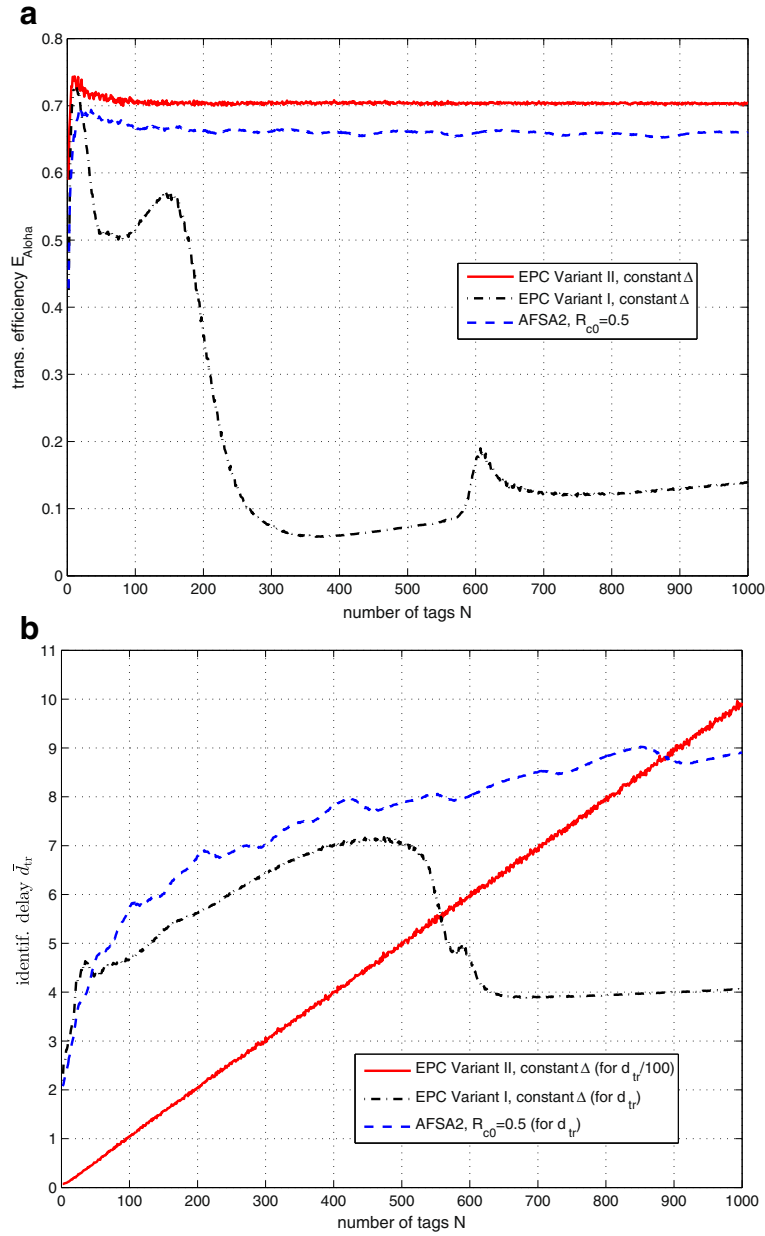 a
0.8
0.7
0.6
0.5
0.4
0.3
0.2
0.1
0
trans. efficiency E_Aloha
EPC Variant II, constant Δ
EPC Variant I, constant Δ
AFSA2, R_c0=0.5
0 100 200 300 400 500 600 700 800 900 1000
number of tags N
b
11
10
9
8
7
6
5
4
3
2
1
0
identif. delay d̄_tr
EPC Variant II, constant Δ (for d_tr/100)
EPC Variant I, constant Δ (for d_tr)
AFSA2, R_c0=0.5 (for d_tr)
0 100 200 300 400 500 600 700 800 900 1000
number of tags N